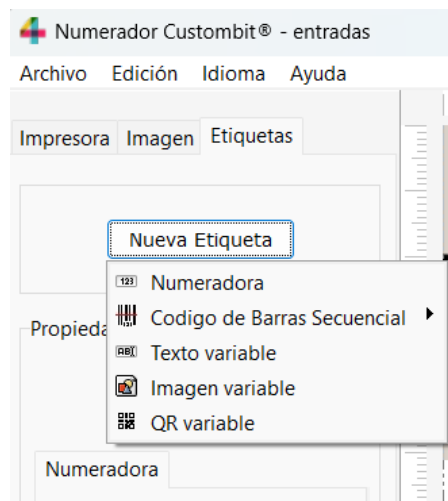 Numerador Custombit® - entradas
Archivo Edición Idioma Ayuda
Impresora Imagen Etiquetas
Nueva Etiqueta
Numeradora
Codigo de Barras Secuencial
Texto variable
Imagen variable
QR variable
Propieda
Numeradora